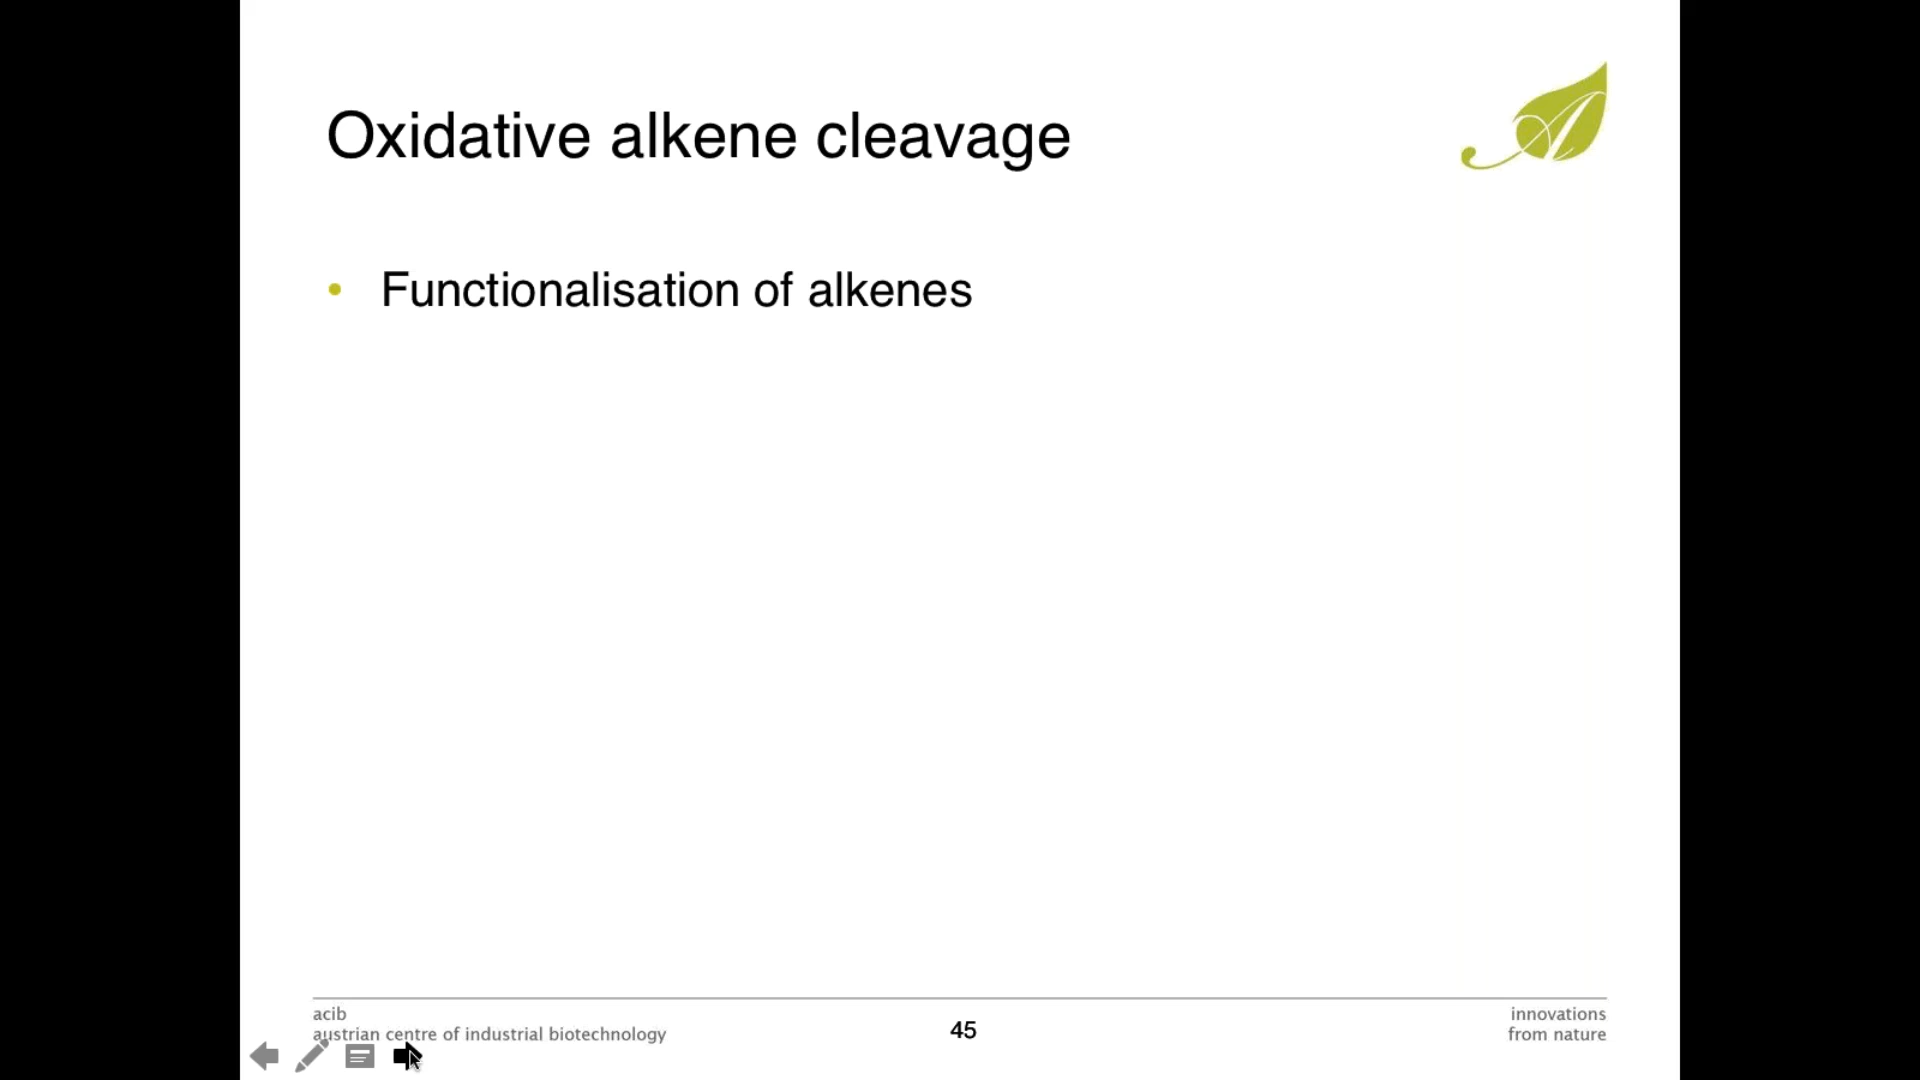 Oxidative alkene cleavage
• Functionalisation of alkenes
acib
austrian centre of industrial biotechnology
45
innovations
from nature